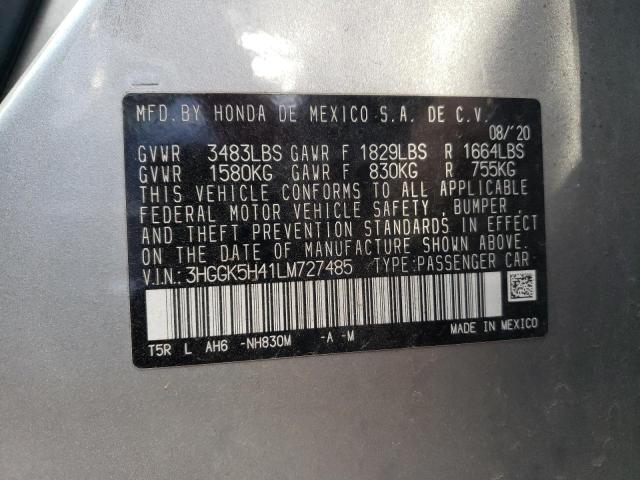 MFD. BY HONDA DE MEXICO S.A. DE C.V.
08/'20
GVWR 3483LBS GAWR F 1829LBS R 1664LBS
GVWR 1580KG GAWR F 830KG R 755KG
THIS VEHICLE CONFORMS TO ALL APPLICABLE
FEDERAL MOTOR VEHICLE SAFETY , BUMPER ,
AND THEFT PREVENTION STANDARDS IN EFFECT
ON THE DATE OF MANUFACTURE SHOWN ABOVE.
V.I.N.: 3HGGK5H41LM727485 TYPE:PASSENGER CAR
T5R L AH6 -NH830M -A -M MADE IN MEXICO